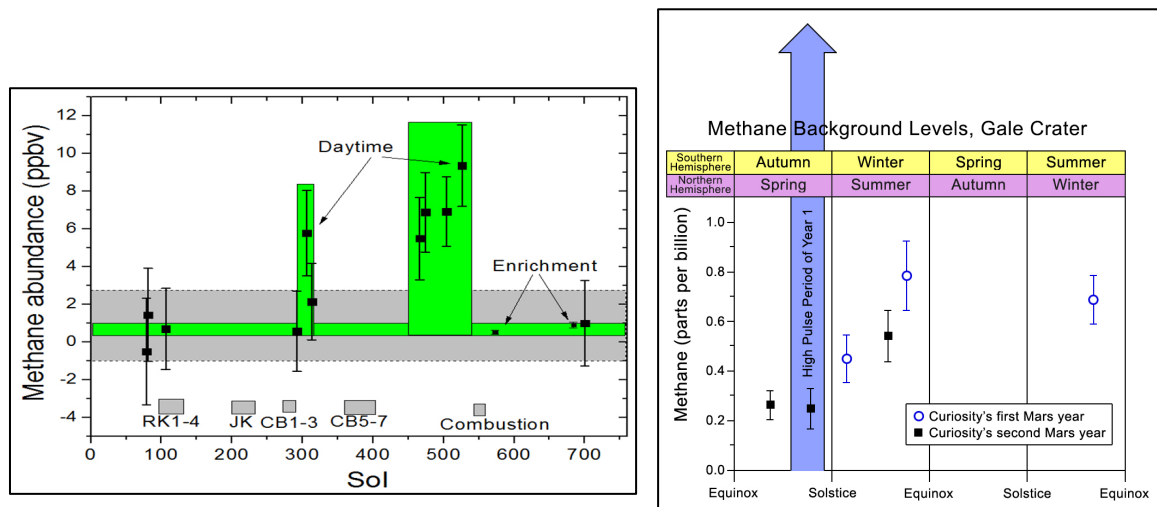 Methane abundance (ppbv)
12
10
8
6
4
2
0
-2
-4
Daytime
Enrichment
RK1-4
JK
CB1-3
CB5-7
Combustion
0
100
200
300
400
500
600
700
Sol
Methane Background Levels, Gale Crater
Southern Hemisphere
Autumn
Winter
Spring
Summer
Northern Hemisphere
Spring
Summer
Autumn
Winter
Methane (parts per billion)
1.0
0.8
0.6
0.4
0.2
0.0
High Pulse Period of Year 1
Curiosity's first Mars year
Curiosity's second Mars year
Equinox
Solstice
Equinox
Solstice
Equinox